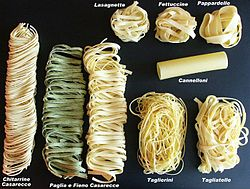 Lasagnette
Fettuccine
Pappardelle
Cannelloni
Chitarrine
Casarecce
Paglia e Fieno Casarecce
Taglierini
Tagliatelle